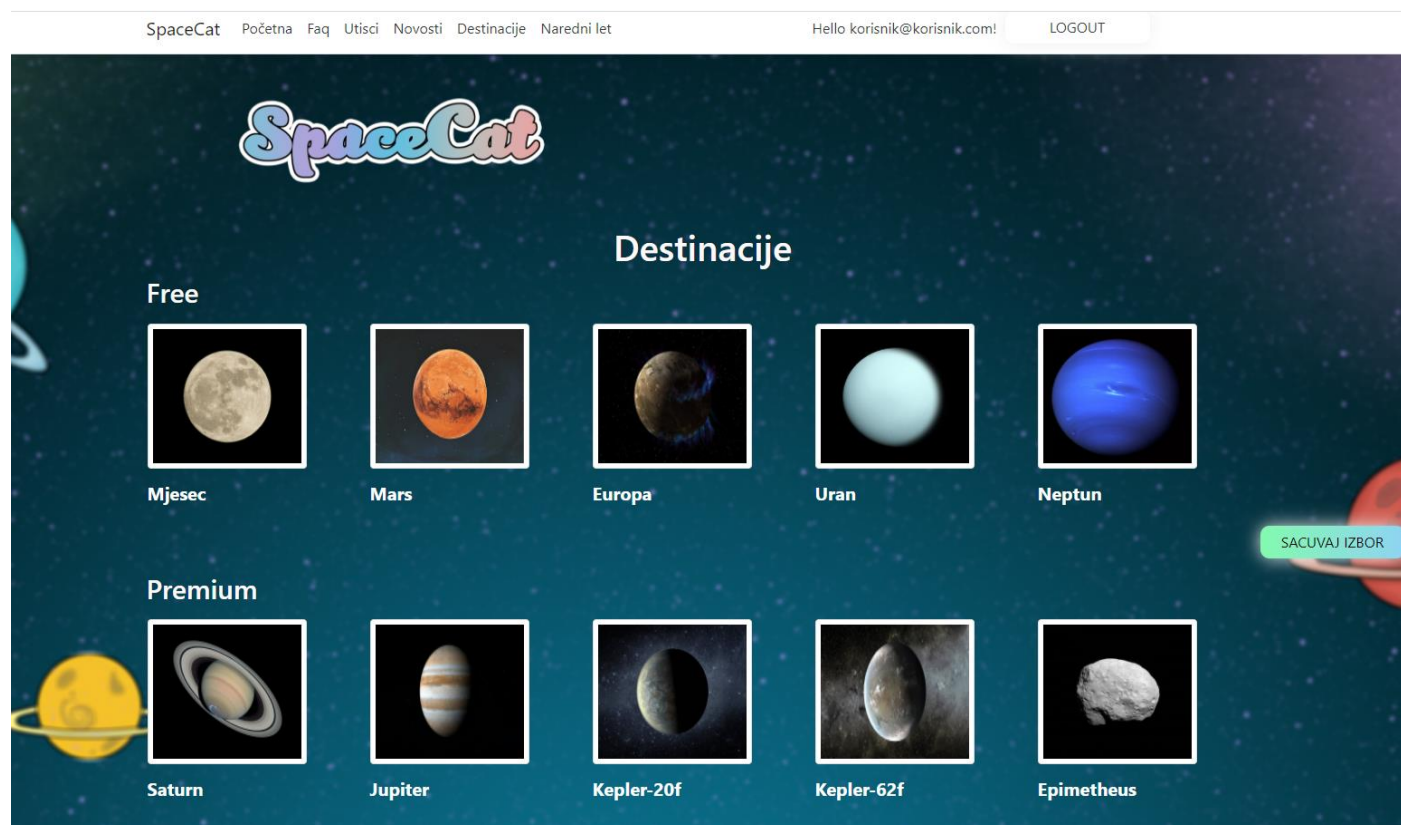 SpaceCat Početna Faq Utisci Novosti Destinacije Naredni let Hello korisnik@korisnik.com! LOGOUT
SpaceCat
Destinacije
Free
Mjesec Mars Europa Uran Neptun
SACUVAJ IZBOR
Premium
Saturn Jupiter Kepler-20f Kepler-62f Epimetheus